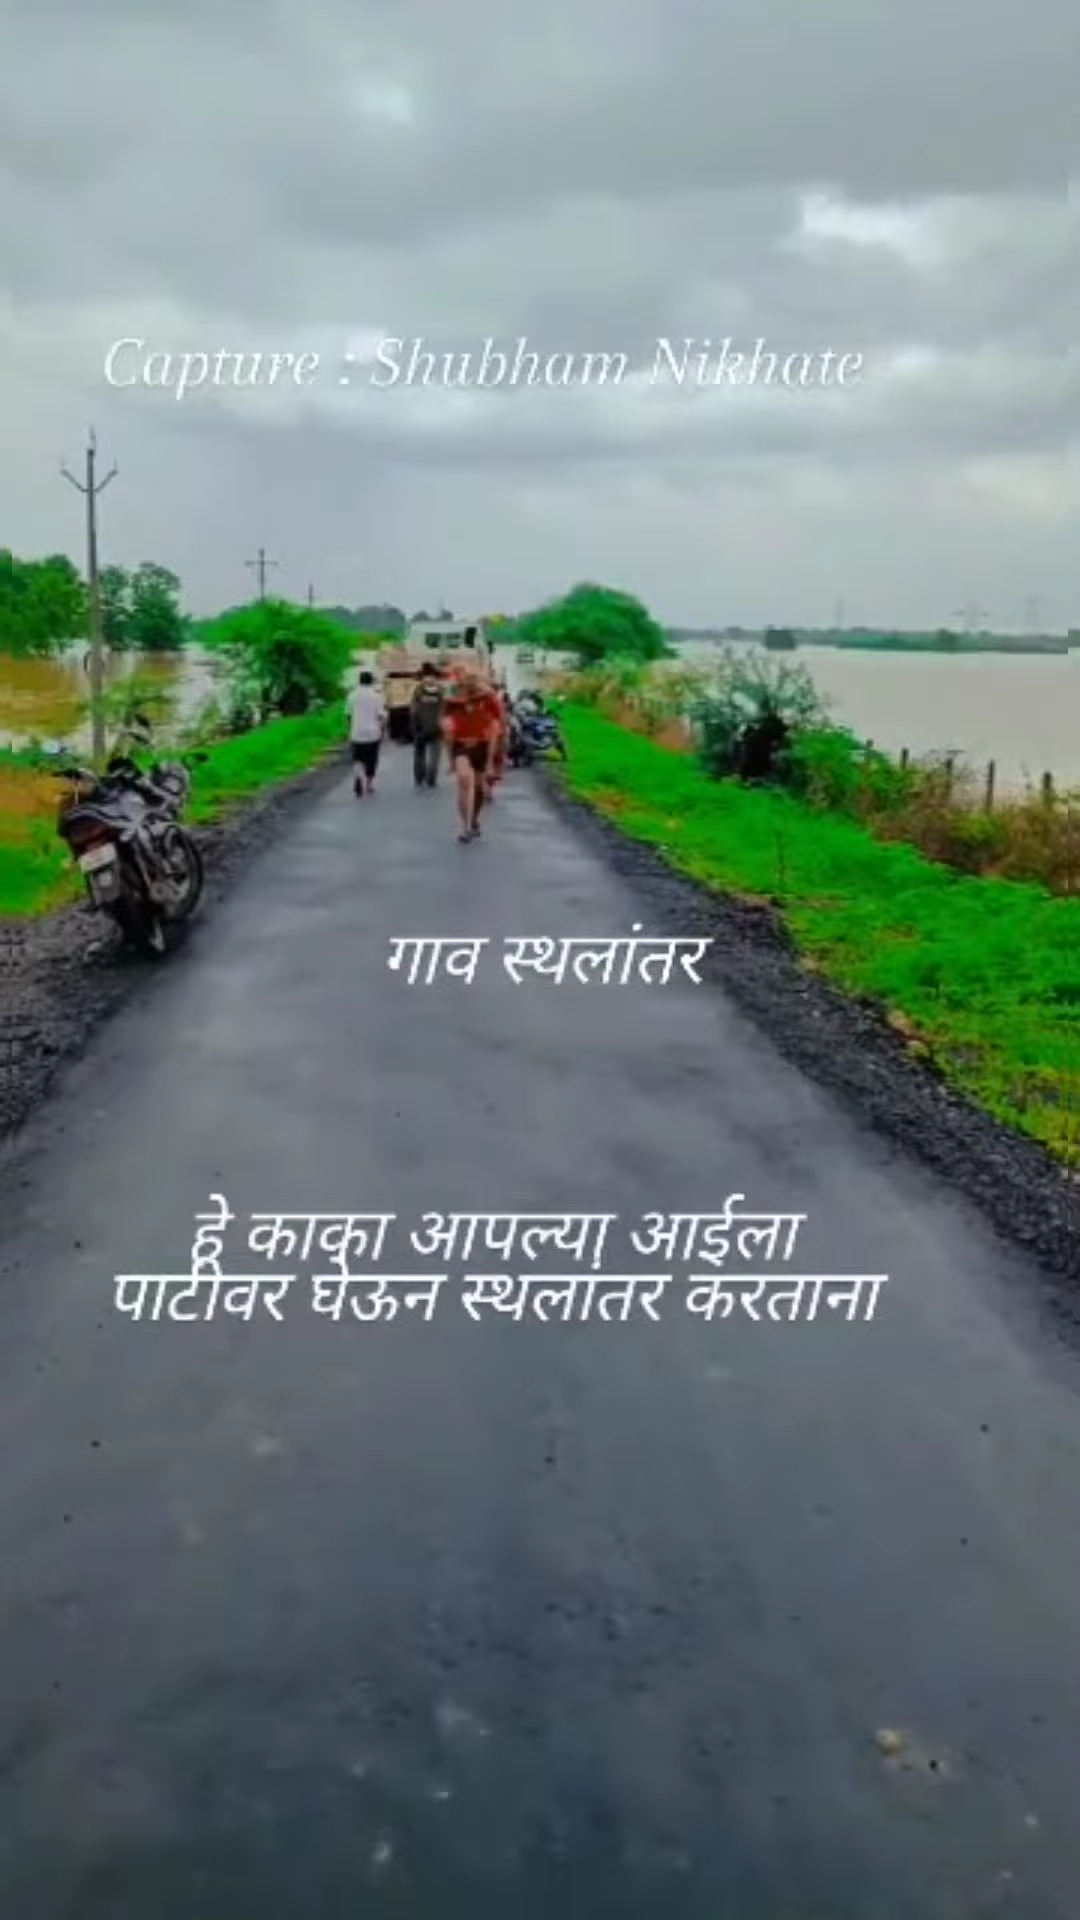 Capture : Shubham Nikhate
गाव स्थलांतर
हे काका आपल्या आईला
पाटीवर घेऊन स्थलांतर करताना